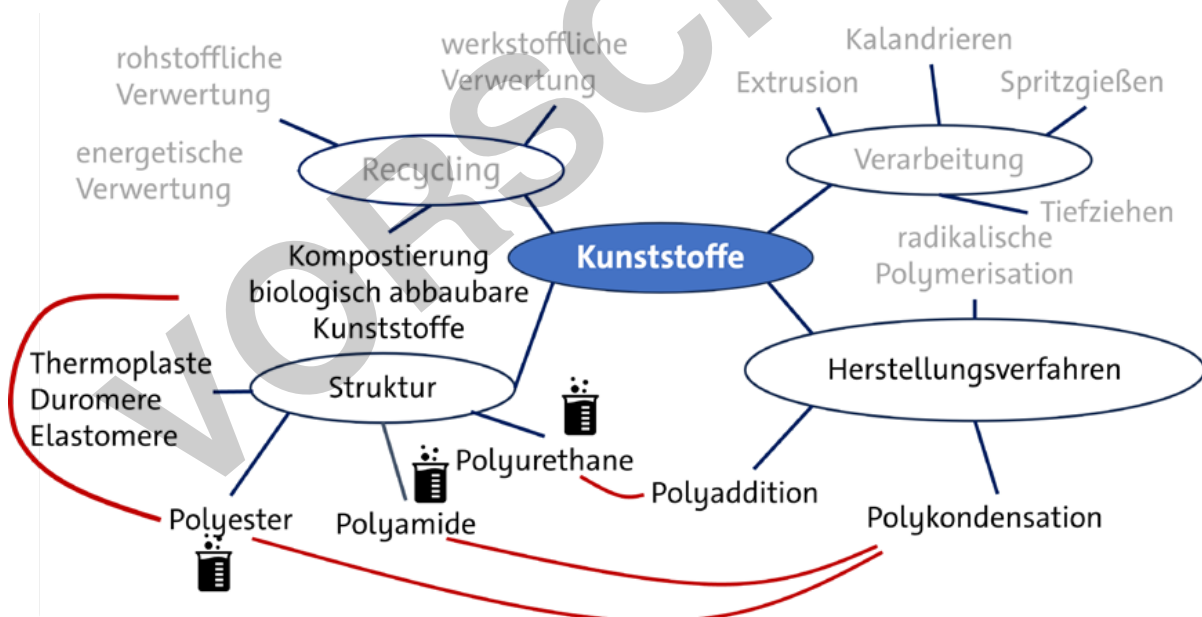 rohstoffliche
Verwertung
werkstoffliche
Verwertung
Kalandrieren
Extrusion
Spritzgießen
energetische
Verwertung
Recycling
Verarbeitung
Tiefziehen
Kunststoffe
radikalische
Polymerisation
Kompostierung
biologisch abbaubare
Kunststoffe
Thermoplaste
Duromere
Elastomere
Struktur
Herstellungsverfahren
Polyurethane
Polyaddition
Polyester
Polyamide
Polykondensation